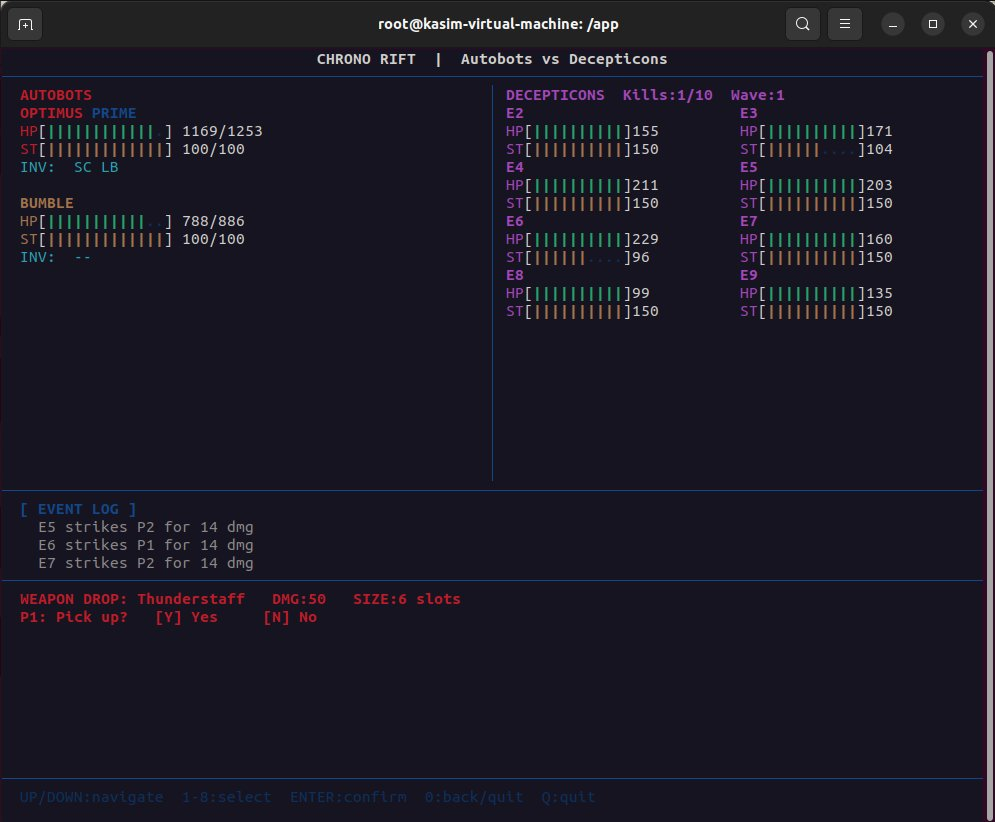 root@kasim-virtual-machine: /app
CHRONO RIFT | Autobots vs Decepticons
AUTOBOTS
OPTIMUS PRIME
HP[||||||||||||.] 1169/1253
ST[|||||||||||||] 100/100
INV: SC LB
BUMBLE
HP[|||||||||||..] 788/886
ST[|||||||||||||] 100/100
INV: --
DECEPTICONS Kills:1/10 Wave:1
E2 E3
HP[||||||||||]155 HP[||||||||||]171
ST[||||||||||]150 ST[||||||....]104
E4 E5
HP[||||||||||]211 HP[||||||||||]203
ST[||||||||||]150 ST[||||||||||]150
E6 E7
HP[||||||||||]229 HP[||||||||||]160
ST[||||||....]96 ST[||||||||||]150
E8 E9
HP[||||||||||]99 HP[||||||||||]135
ST[||||||||||]150 ST[||||||||||]150
[ EVENT LOG ]
E5 strikes P2 for 14 dmg
E6 strikes P1 for 14 dmg
E7 strikes P2 for 14 dmg
WEAPON DROP: Thunderstaff DMG:50 SIZE:6 slots
P1: Pick up? [Y] Yes [N] No
UP/DOWN:navigate 1-8:select ENTER:confirm 0:back/quit Q:quit